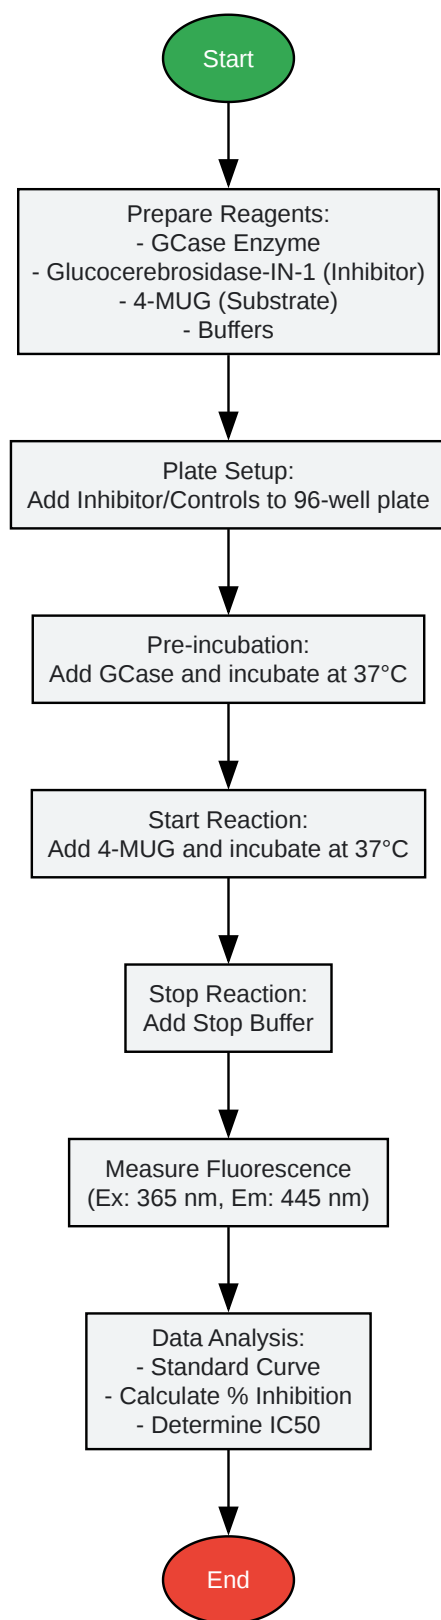 Start
Prepare Reagents:
- GCase Enzyme
- Glucocerebrosidase-IN-1 (Inhibitor)
- 4-MUG (Substrate)
- Buffers
Plate Setup:
Add Inhibitor/Controls to 96-well plate
Pre-incubation:
Add GCase and incubate at 37°C
Start Reaction:
Add 4-MUG and incubate at 37°C
Stop Reaction:
Add Stop Buffer
Measure Fluorescence
(Ex: 365 nm, Em: 445 nm)
Data Analysis:
- Standard Curve
- Calculate % Inhibition
- Determine IC50
End